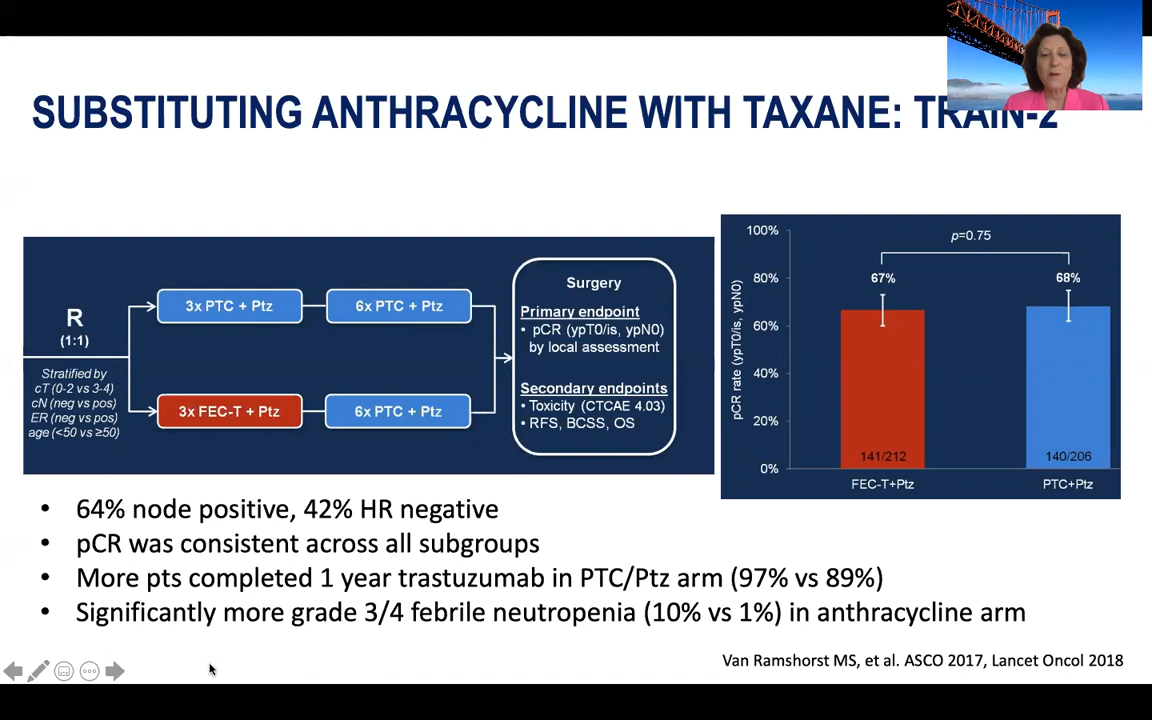 SUBSTITUTING ANTHRACYCLINE WITH TAXANE: TRAIN-2
R
(1:1)
Stratified by
cT (0-2 vs 3-4)
cN (neg vs pos)
ER (neg vs pos)
age (<50 vs ≥50)
3x PTC + Ptz
6x PTC + Ptz
3x FEC-T + Ptz
6x PTC + Ptz
Surgery
Primary endpoint
• pCR (ypT0/is, ypN0)
by local assessment
Secondary endpoints
• Toxicity (CTCAE 4.03)
• RFS, BCSS, OS
pCR rate (ypT0/is, ypN0)
100%
80%
60%
40%
20%
0%
p=0.75
67%
68%
141/212
140/206
FEC-T+Ptz
PTC+Ptz
• 64% node positive, 42% HR negative
• pCR was consistent across all subgroups
• More pts completed 1 year trastuzumab in PTC/Ptz arm (97% vs 89%)
• Significantly more grade 3/4 febrile neutropenia (10% vs 1%) in anthracycline arm
Van Ramshorst MS, et al. ASCO 2017, Lancet Oncol 2018